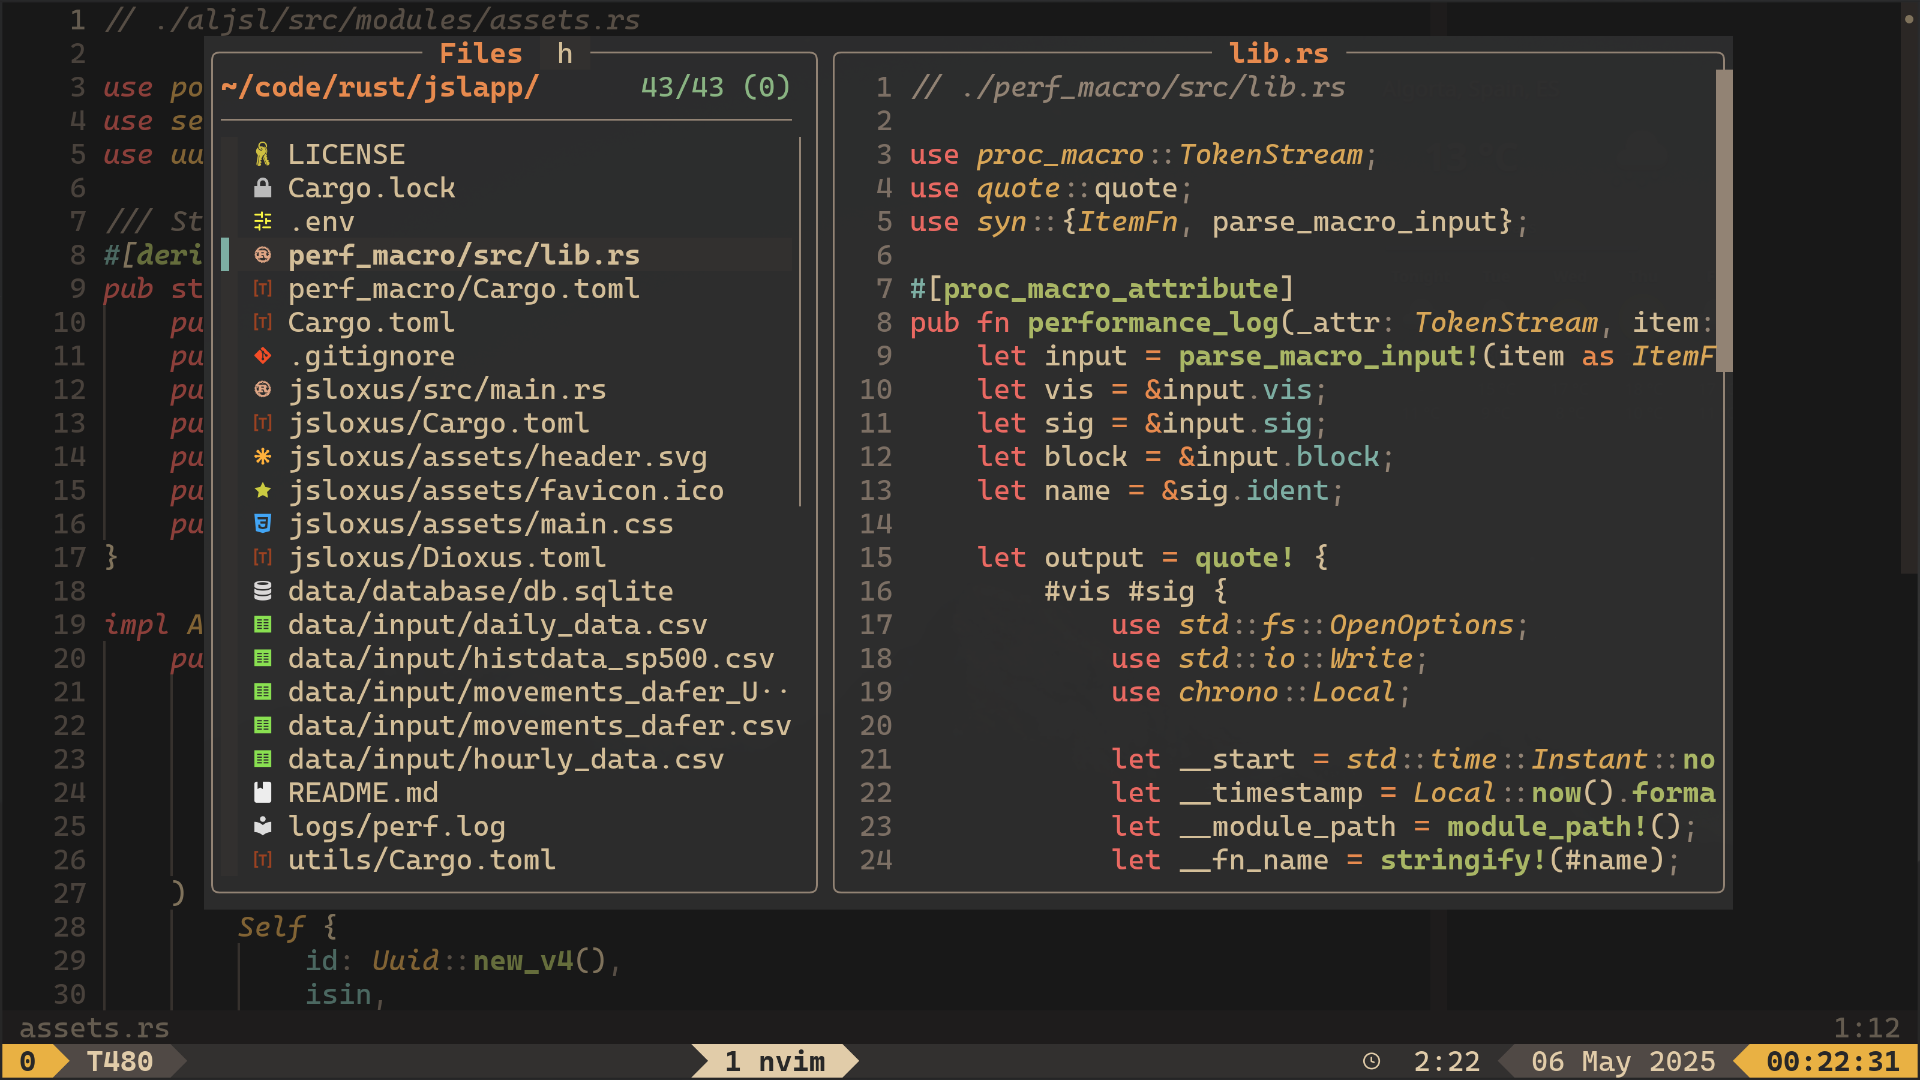 1 // ./aljsl/src/modules/assets.rs
2
3 use po
4 use se
5 use uu
6
7 /// St
8 #[deri
9 pub st
10 pu
11 pu
12 pu
13 pu
14 pu
15 pu
16 pu
17 }
18
19 impl A
20 pu
21
22
23
24
25
26
27 )
28 Self {
29 id: Uuid::new_v4(),
30 isin,
Files h
~/code/rust/jslapp/ 43/43 (0)
LICENSE
Cargo.lock
.env
perf_macro/src/lib.rs
perf_macro/Cargo.toml
Cargo.toml
.gitignore
jsloxus/src/main.rs
jsloxus/Cargo.toml
jsloxus/assets/header.svg
jsloxus/assets/favicon.ico
jsloxus/assets/main.css
jsloxus/Dioxus.toml
data/database/db.sqlite
data/input/daily_data.csv
data/input/histdata_sp500.csv
data/input/movements_dafer_U··
data/input/movements_dafer.csv
data/input/hourly_data.csv
README.md
logs/perf.log
utils/Cargo.toml
lib.rs
1 // ./perf_macro/src/lib.rs
2
3 use proc_macro::TokenStream;
4 use quote::quote;
5 use syn::{ItemFn, parse_macro_input};
6
7 #[proc_macro_attribute]
8 pub fn performance_log(_attr: TokenStream, item:
9 let input = parse_macro_input!(item as ItemF
10 let vis = &input.vis;
11 let sig = &input.sig;
12 let block = &input.block;
13 let name = &sig.ident;
14
15 let output = quote! {
16 #vis #sig {
17 use std::fs::OpenOptions;
18 use std::io::Write;
19 use chrono::Local;
20
21 let __start = std::time::Instant::no
22 let __timestamp = Local::now().forma
23 let __module_path = module_path!();
24 let __fn_name = stringify!(#name);
assets.rs 1:12
0 T480 1 nvim 2:22 06 May 2025 00:22:31